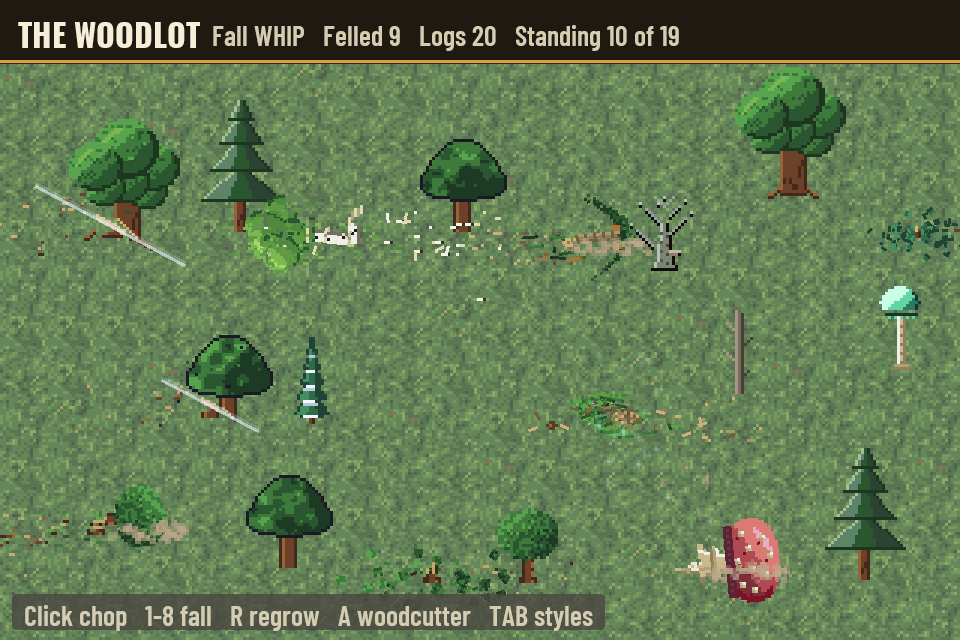 THE WOODLOT Fall WHIP Felled 9 Logs 20 Standing 10 of 19
Click chop 1-8 fall R regrow A woodcutter TAB styles